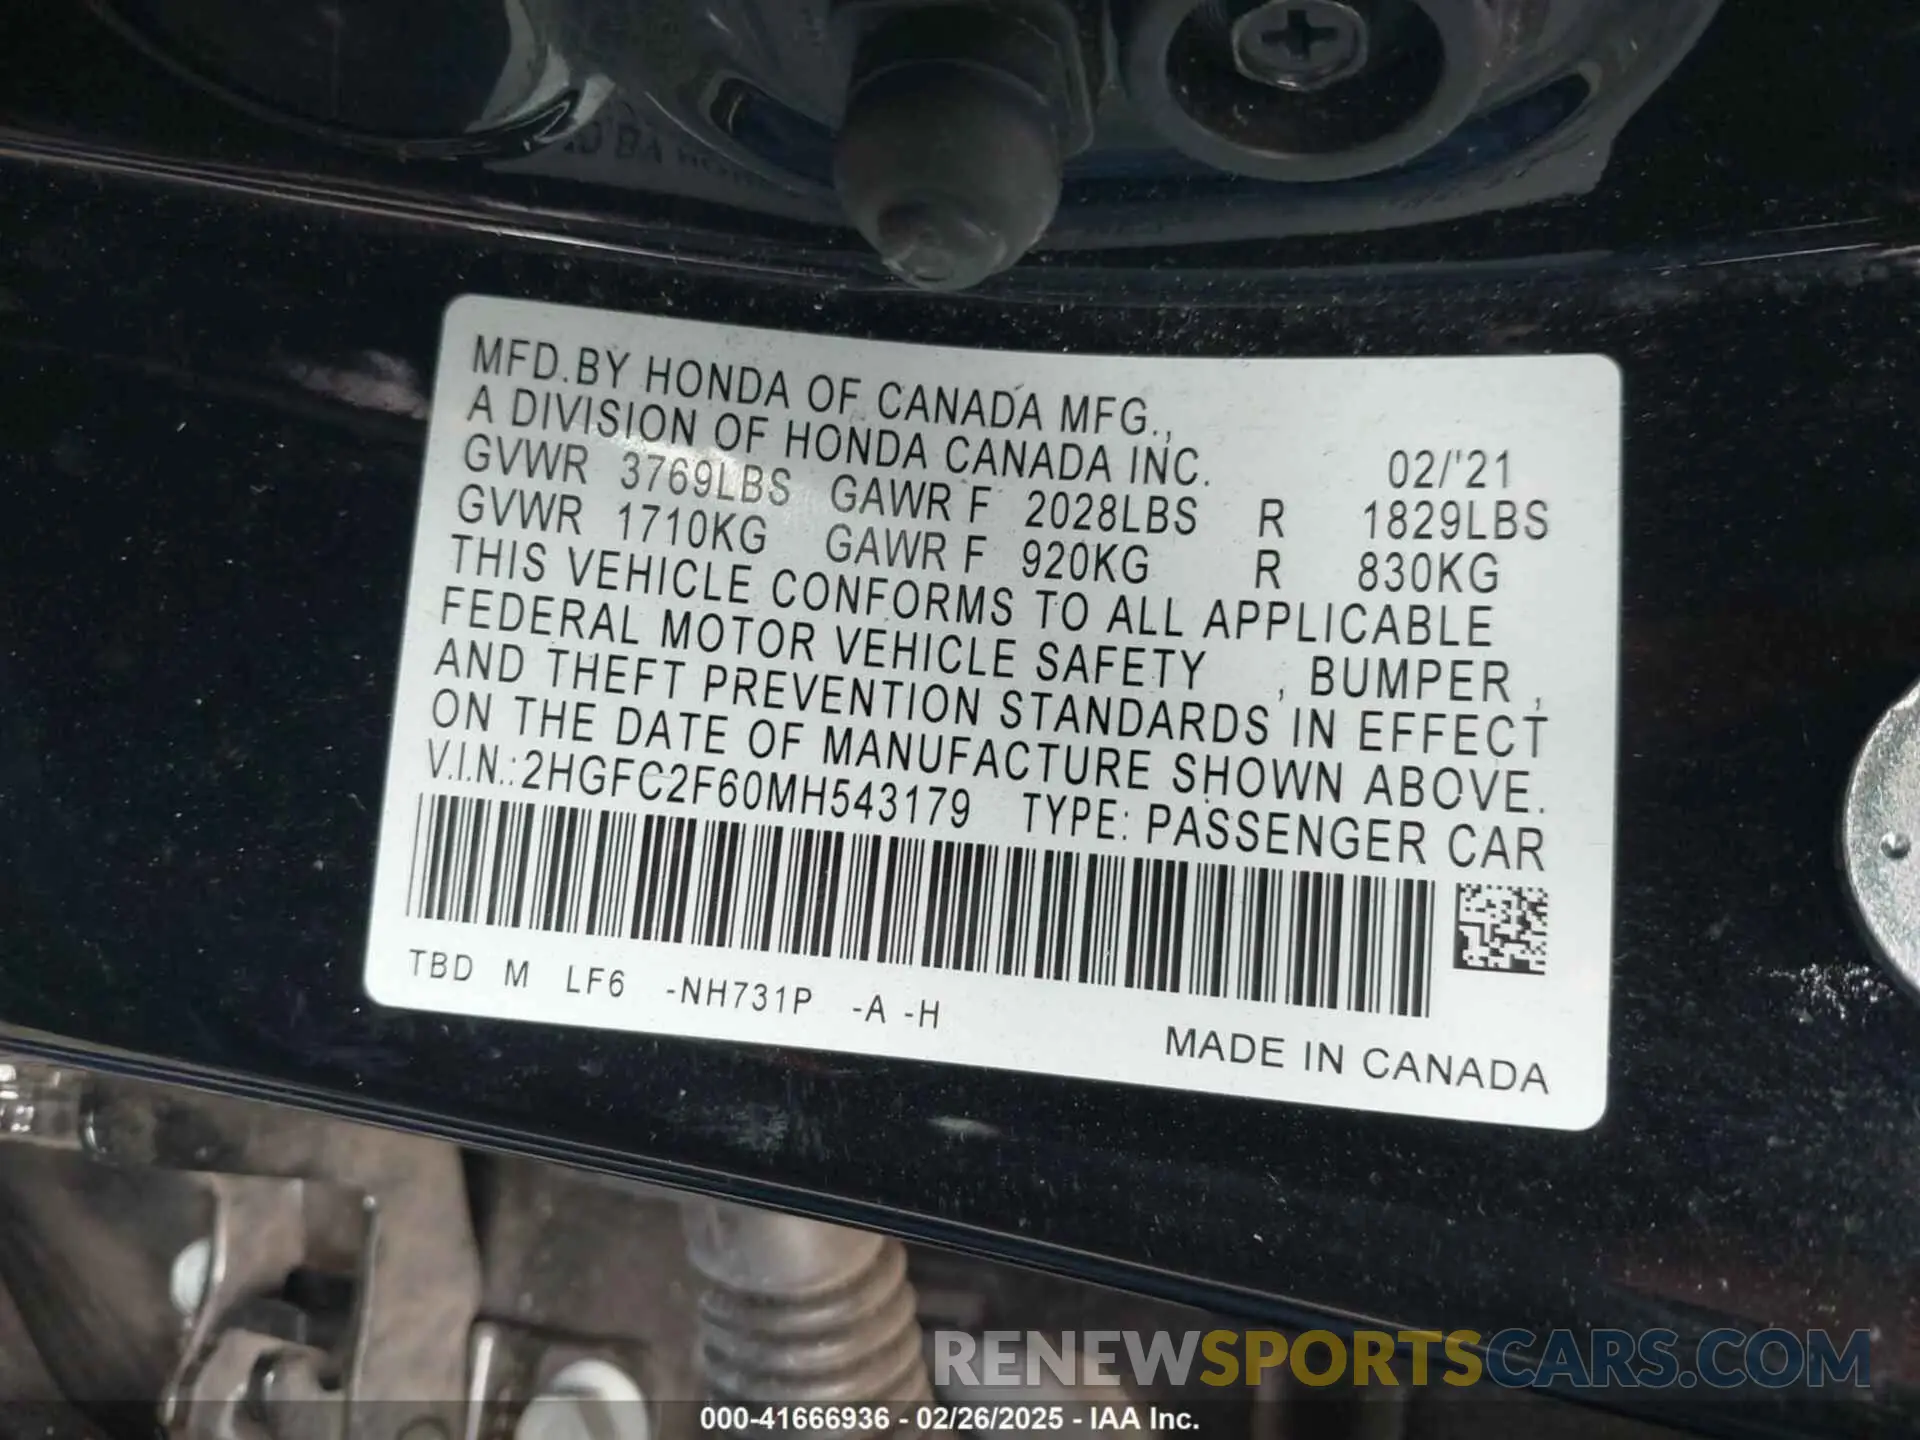 MFD.BY HONDA OF CANADA MFG.,
A DIVISION OF HONDA CANADA INC. 02/'21
GVWR 3769LBS GAWR F 2028LBS R 1829LBS
GVWR 1710KG GAWR F 920KG R 830KG
THIS VEHICLE CONFORMS TO ALL APPLICABLE
FEDERAL MOTOR VEHICLE SAFETY , BUMPER ,
AND THEFT PREVENTION STANDARDS IN EFFECT
ON THE DATE OF MANUFACTURE SHOWN ABOVE.
V.I.N.:2HGFC2F60MH543179 TYPE: PASSENGER CAR
TBD M LF6 -NH731P -A -H
MADE IN CANADA
RENEWSPORTSCARS.COM
000-41666936 - 02/26/2025 - IAA Inc.